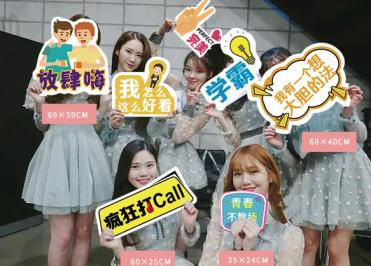 PERFECT
完美
放肆嗨
我怎么
这么好看
学霸
我有一个想
大胆的法
60×59CM
60×40CM
疯狂打Call
青春
不散场
60×25CM
25×24CM